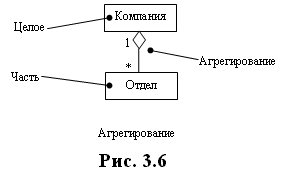 Компания
Целое
1
Агрегирование
*
Часть
Отдел
Агрегирование
Рис. 3.6